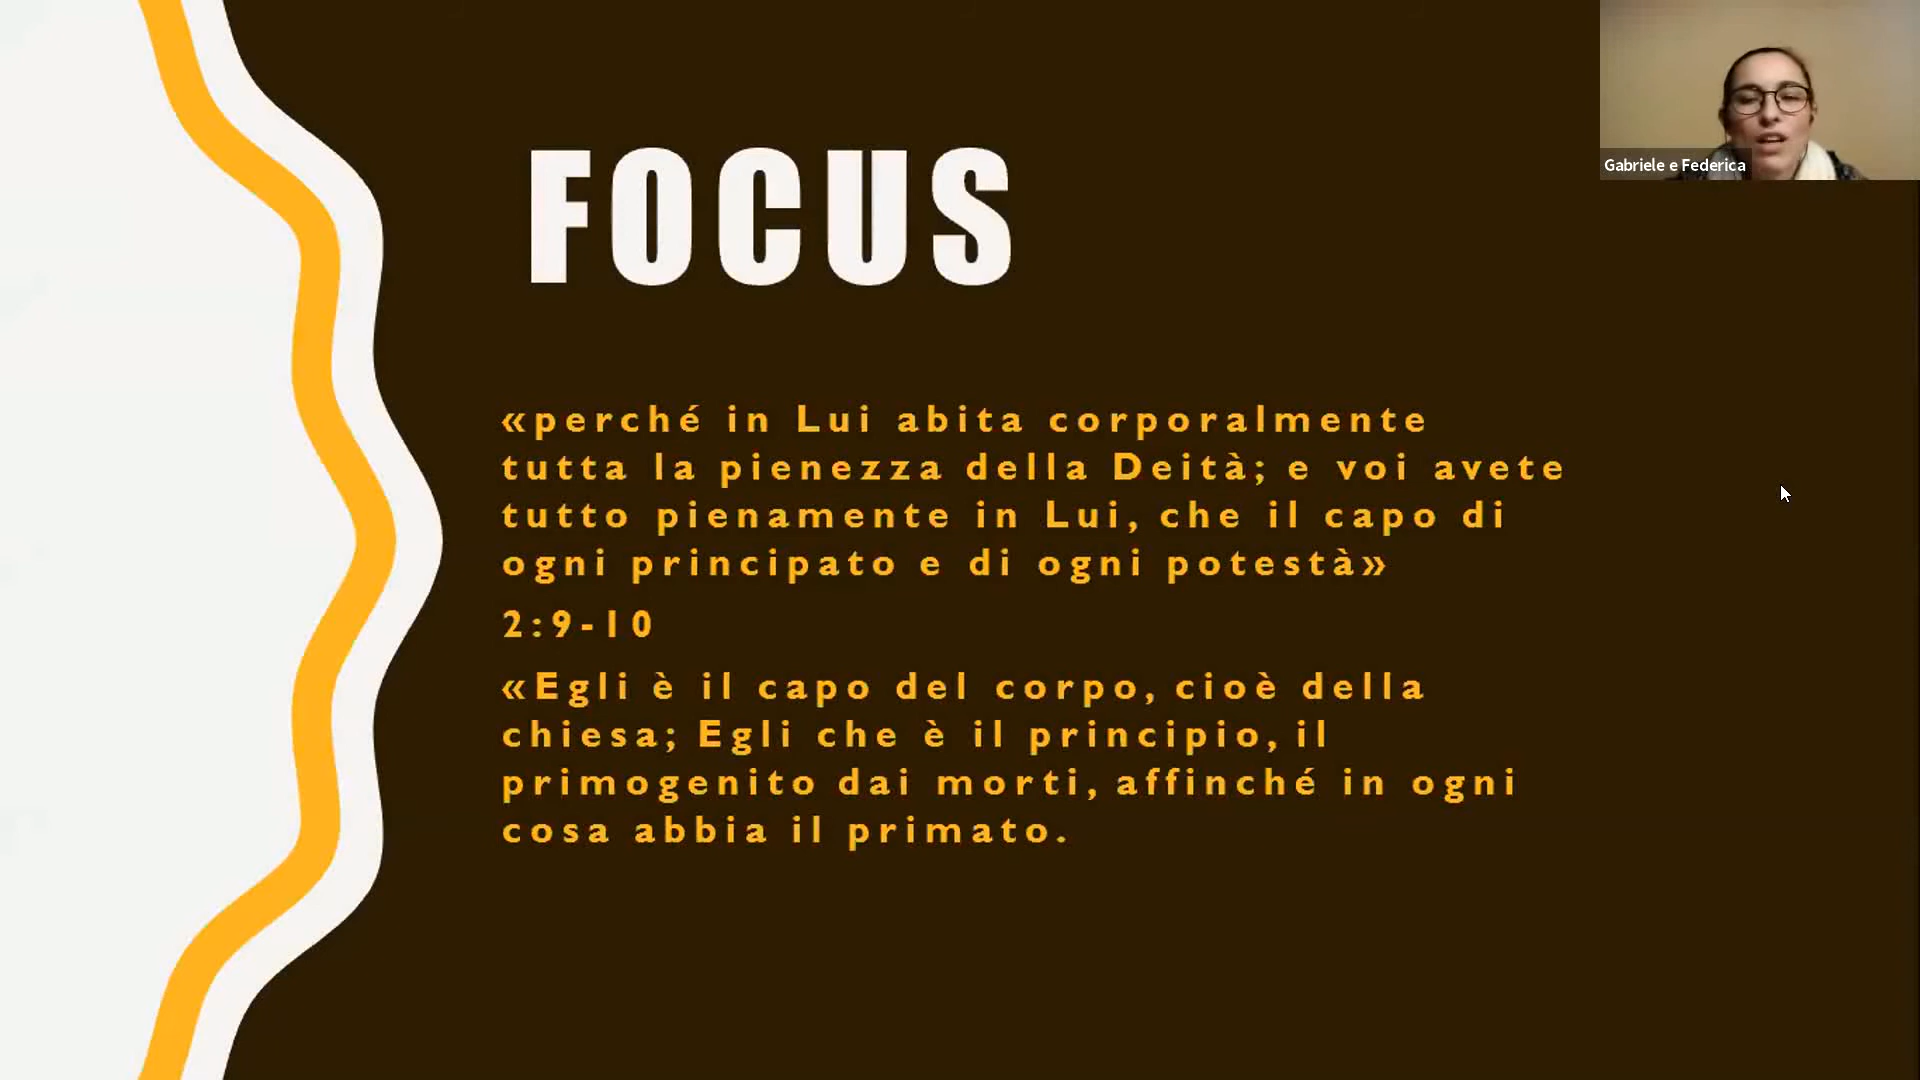 FOCUS
«perché in Lui abita corporalmente
tutta la pienezza della Deità; e voi avete
tutto pienamente in Lui, che il capo di
ogni principato e di ogni potestà»
2:9-10
«Egli è il capo del corpo, cioè della
chiesa; Egli che è il principio, il
primogenito dai morti, affinché in ogni
cosa abbia il primato.
Gabriele e Federica